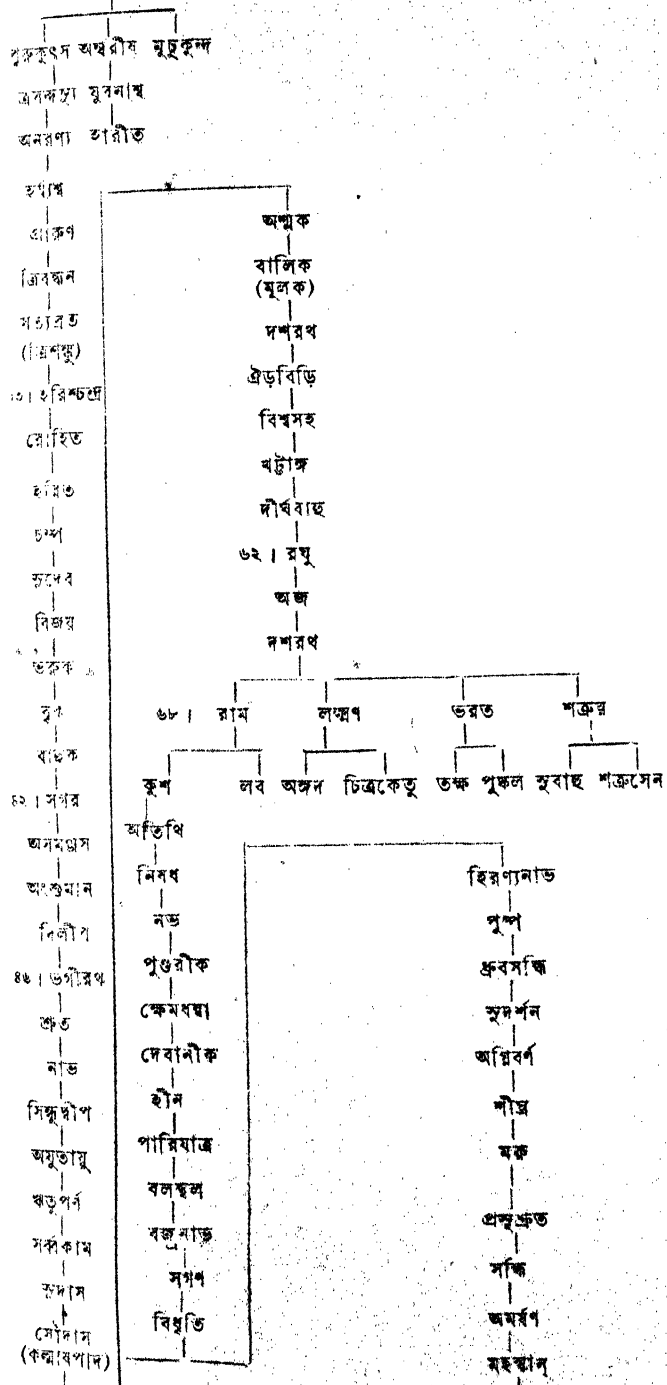 পুরুকুৎস অম্বরীষ মুচুকুন্দ
ত্রসদস্যু যুবনাশ্ব
অনরণ্য হারীত
হর্যশ্ব
প্রারুণ
ত্রিবন্ধন
সত্যব্রত
(ত্রিশঙ্কু)
হরিশ্চন্দ্র
রোহিত
হরিত
চম্প
সুদেব
বিজয়
ভরুক
বৃক
বাহুক
৪২। সগর
অসমঞ্জস
অংশুমান
দিলীপ
৪৬। ভগীরথ
শ্রুত
নাভ
সিন্ধুদ্বীপ
অযুতায়ু
ঋতুপর্ণ
সর্ব্বকাম
সুদাস
সৌদাস
(কল্মাষপাদ)
অশ্মক
বালিক
(মূলক)
দশরথ
ঐড়বিড়ি
বিশ্বসহ
খট্টাঙ্গ
দীর্ঘবাহু
৬২। রঘু
অজ
দশরথ
৬৮। রাম লক্ষ্মণ ভরত শত্রুঘ্ন
কুশ লব অঙ্গদ চিত্রকেতু তক্ষ পুষ্কল সুবাহু শত্রুসেন
অতিথি
নিষধ
নভ
পুণ্ডরীক
ক্ষেমধন্বা
দেবানীক
হীন
পারিযাত্র
বলস্থল
বজ্রনাভ
সগণ
বিধৃতি
হিরণ্যনাভ
পুষ্প
ধ্রুবসন্ধি
সুদর্শন
অগ্নিবর্ণ
শীঘ্র
মরু
প্রসুশ্রুত
সন্ধি
অমর্ষণ
মহস্বান্